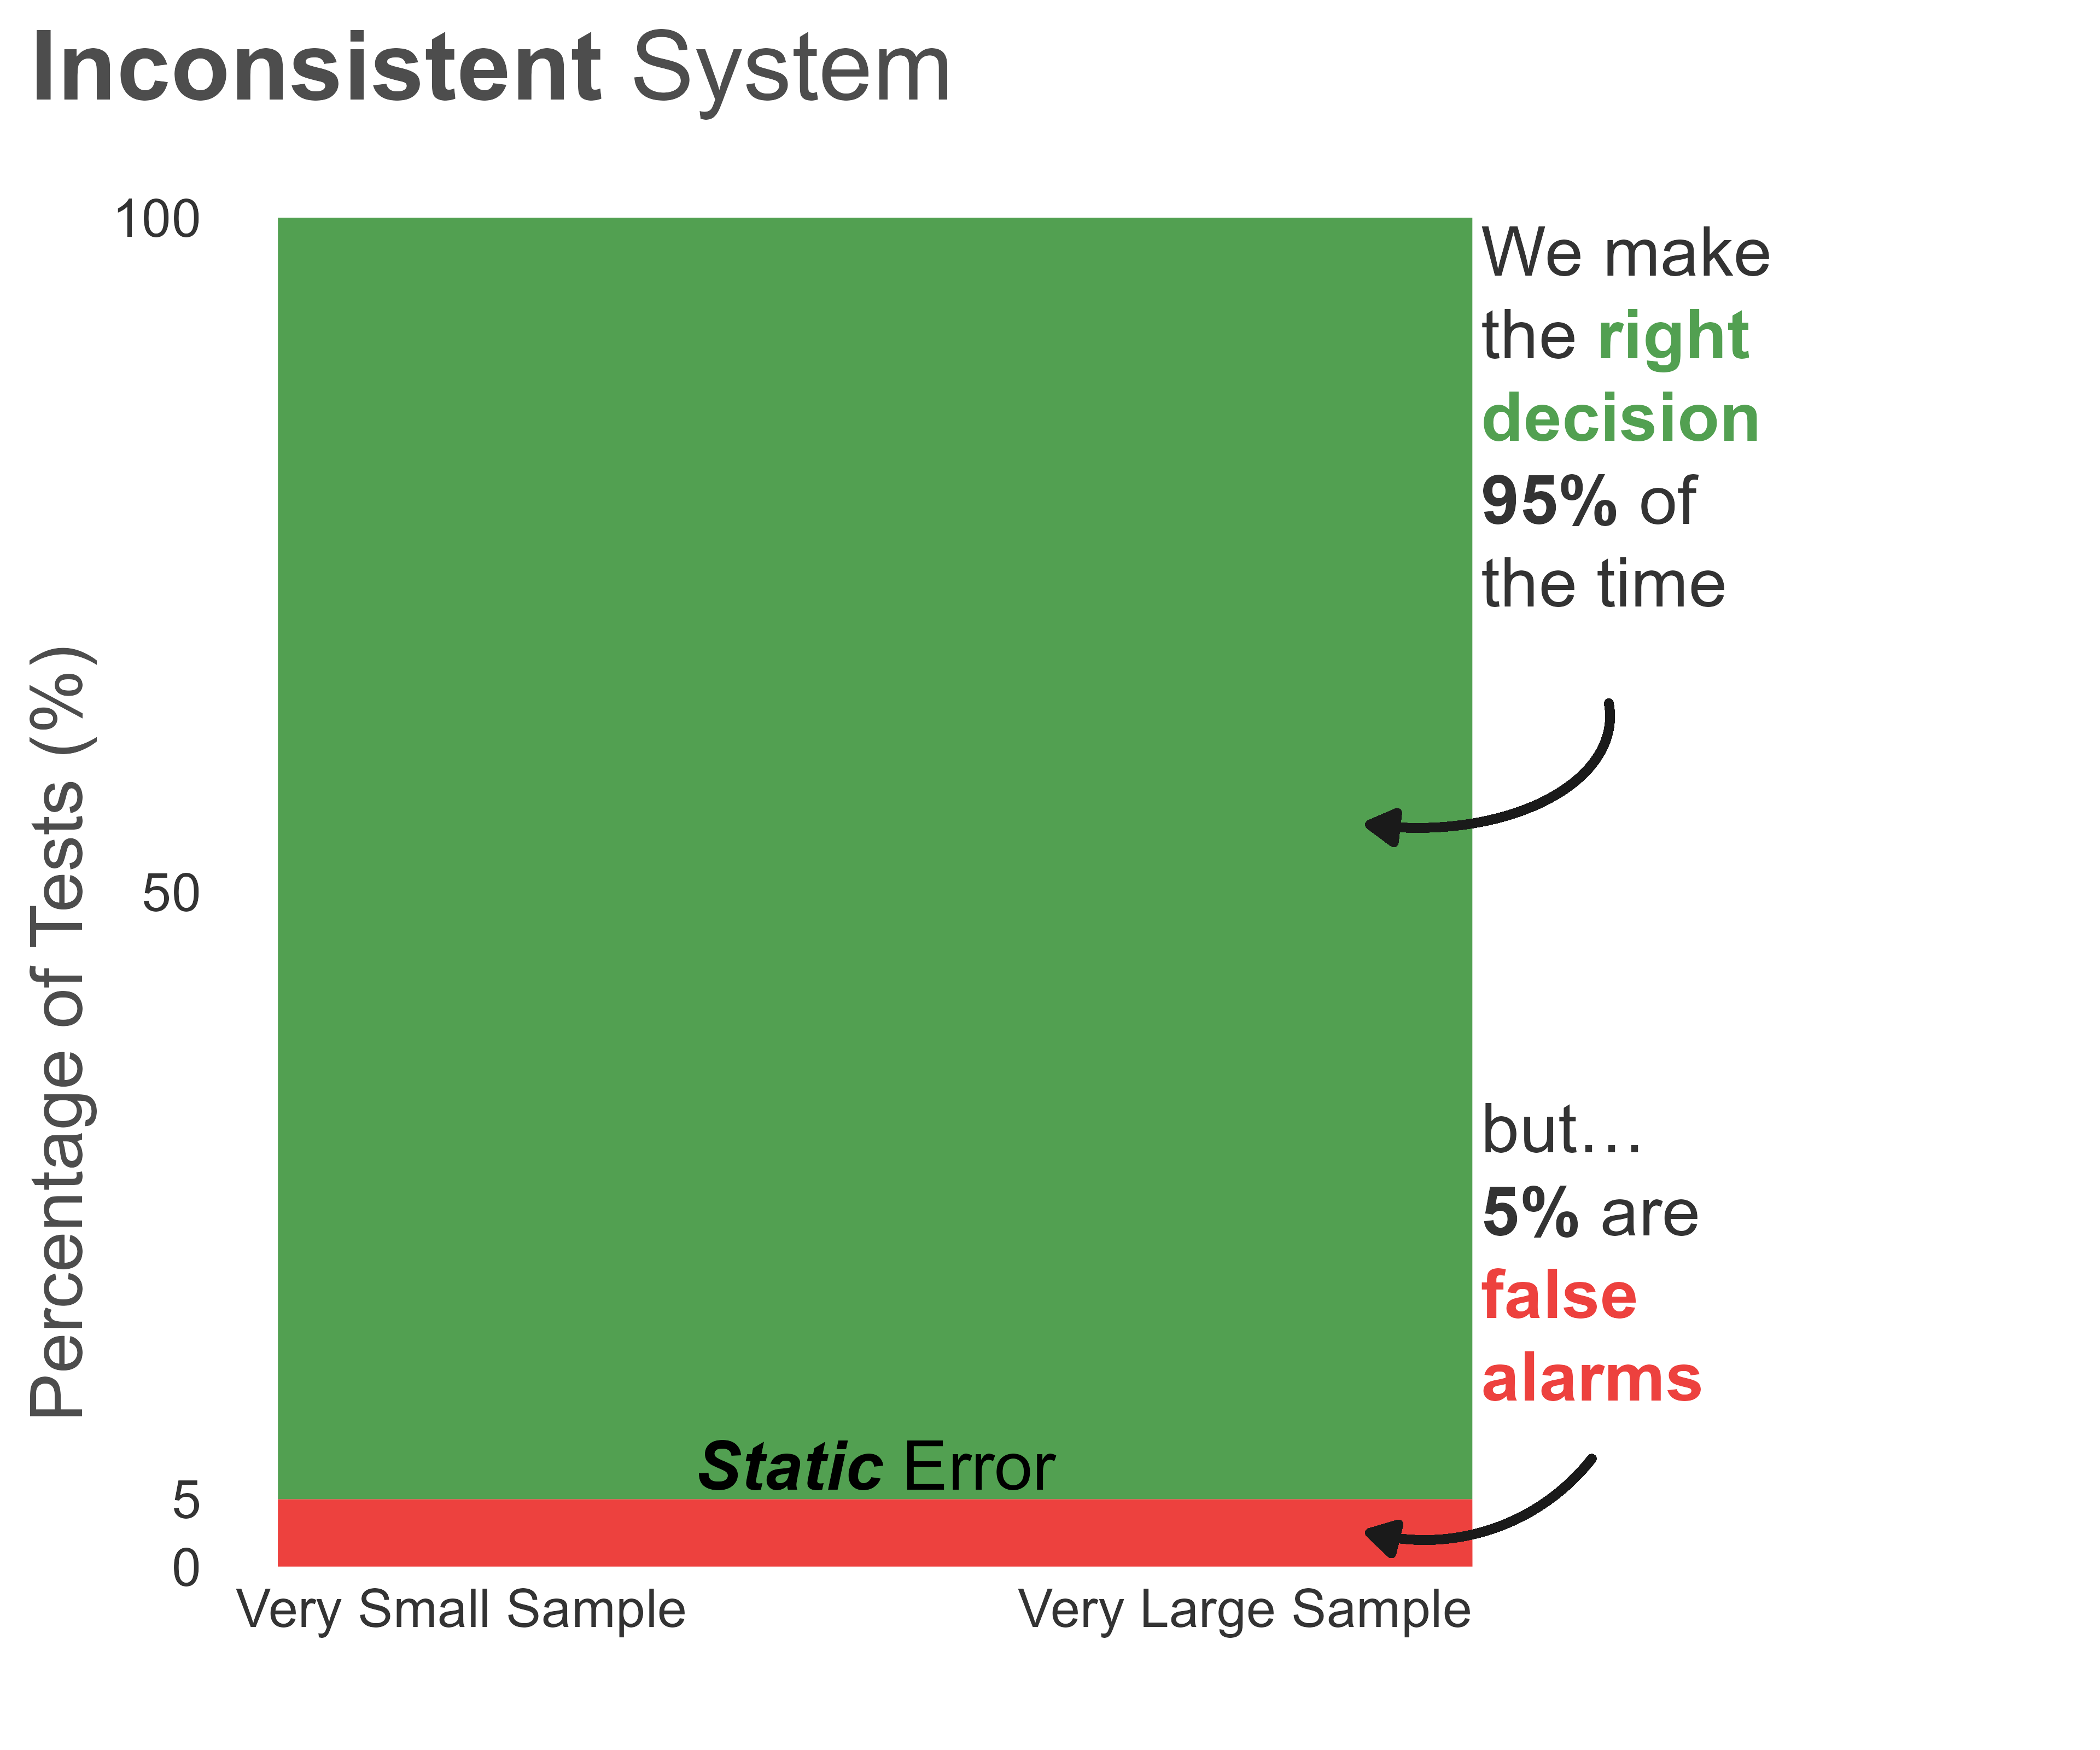 Inconsistent System
100
50
5
0
Percentage of Tests (%)
We make
the right
decision
95% of
the time
but…
5% are
false
alarms
Static Error
Very Small Sample
Very Large Sample